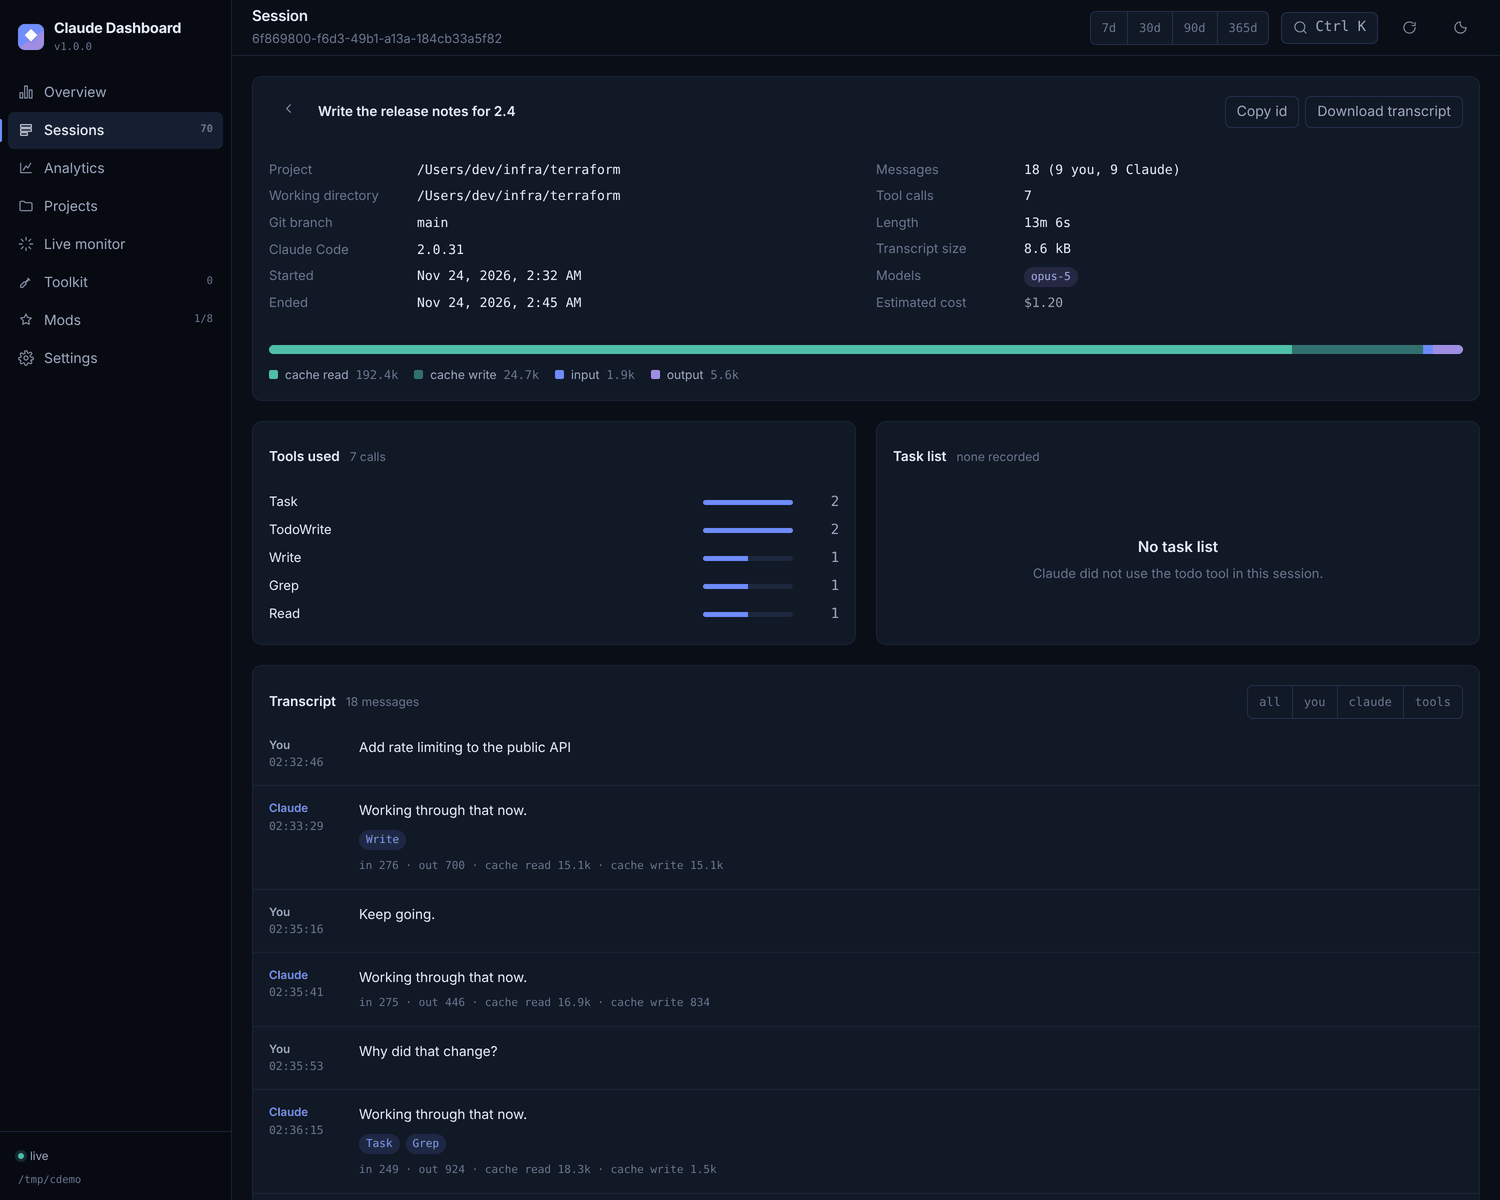 Claude Dashboard
v1.0.0
Overview
Sessions 70
Analytics
Projects
Live monitor
Toolkit 0
Mods 1/8
Settings
live
/tmp/cdemo
Session
6f869800-f6d3-49b1-a13a-184cb33a5f82
7d 30d 90d 365d Ctrl K
Write the release notes for 2.4
Copy id Download transcript
Project /Users/dev/infra/terraform
Working directory /Users/dev/infra/terraform
Git branch main
Claude Code 2.0.31
Started Nov 24, 2026, 2:32 AM
Ended Nov 24, 2026, 2:45 AM
Messages 18 (9 you, 9 Claude)
Tool calls 7
Length 13m 6s
Transcript size 8.6 kB
Models opus-5
Estimated cost $1.20
cache read 192.4k cache write 24.7k input 1.9k output 5.6k
Tools used 7 calls
Task 2
TodoWrite 2
Write 1
Grep 1
Read 1
Task list none recorded
No task list
Claude did not use the todo tool in this session.
Transcript 18 messages
all you claude tools
You Add rate limiting to the public API
02:32:46
Claude Working through that now.
02:33:29
Write
in 276 · out 700 · cache read 15.1k · cache write 15.1k
You Keep going.
02:35:16
Claude Working through that now.
02:35:41
in 275 · out 446 · cache read 16.9k · cache write 834
You Why did that change?
02:35:53
Claude Working through that now.
02:36:15
Task Grep
in 249 · out 924 · cache read 18.3k · cache write 1.5k